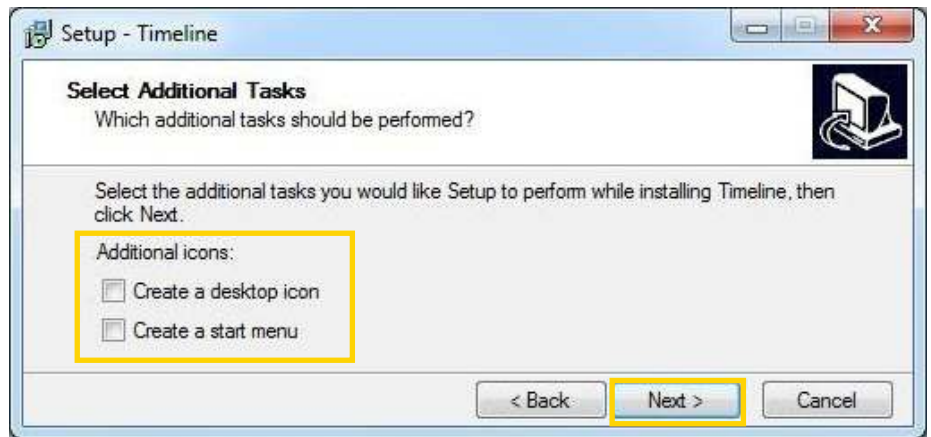 Setup - Timeline
Select Additional Tasks
Which additional tasks should be performed?
Select the additional tasks you would like Setup to perform while installing Timeline, then
click Next.
Additional icons:
Create a desktop icon
Create a start menu
< Back
Next >
Cancel